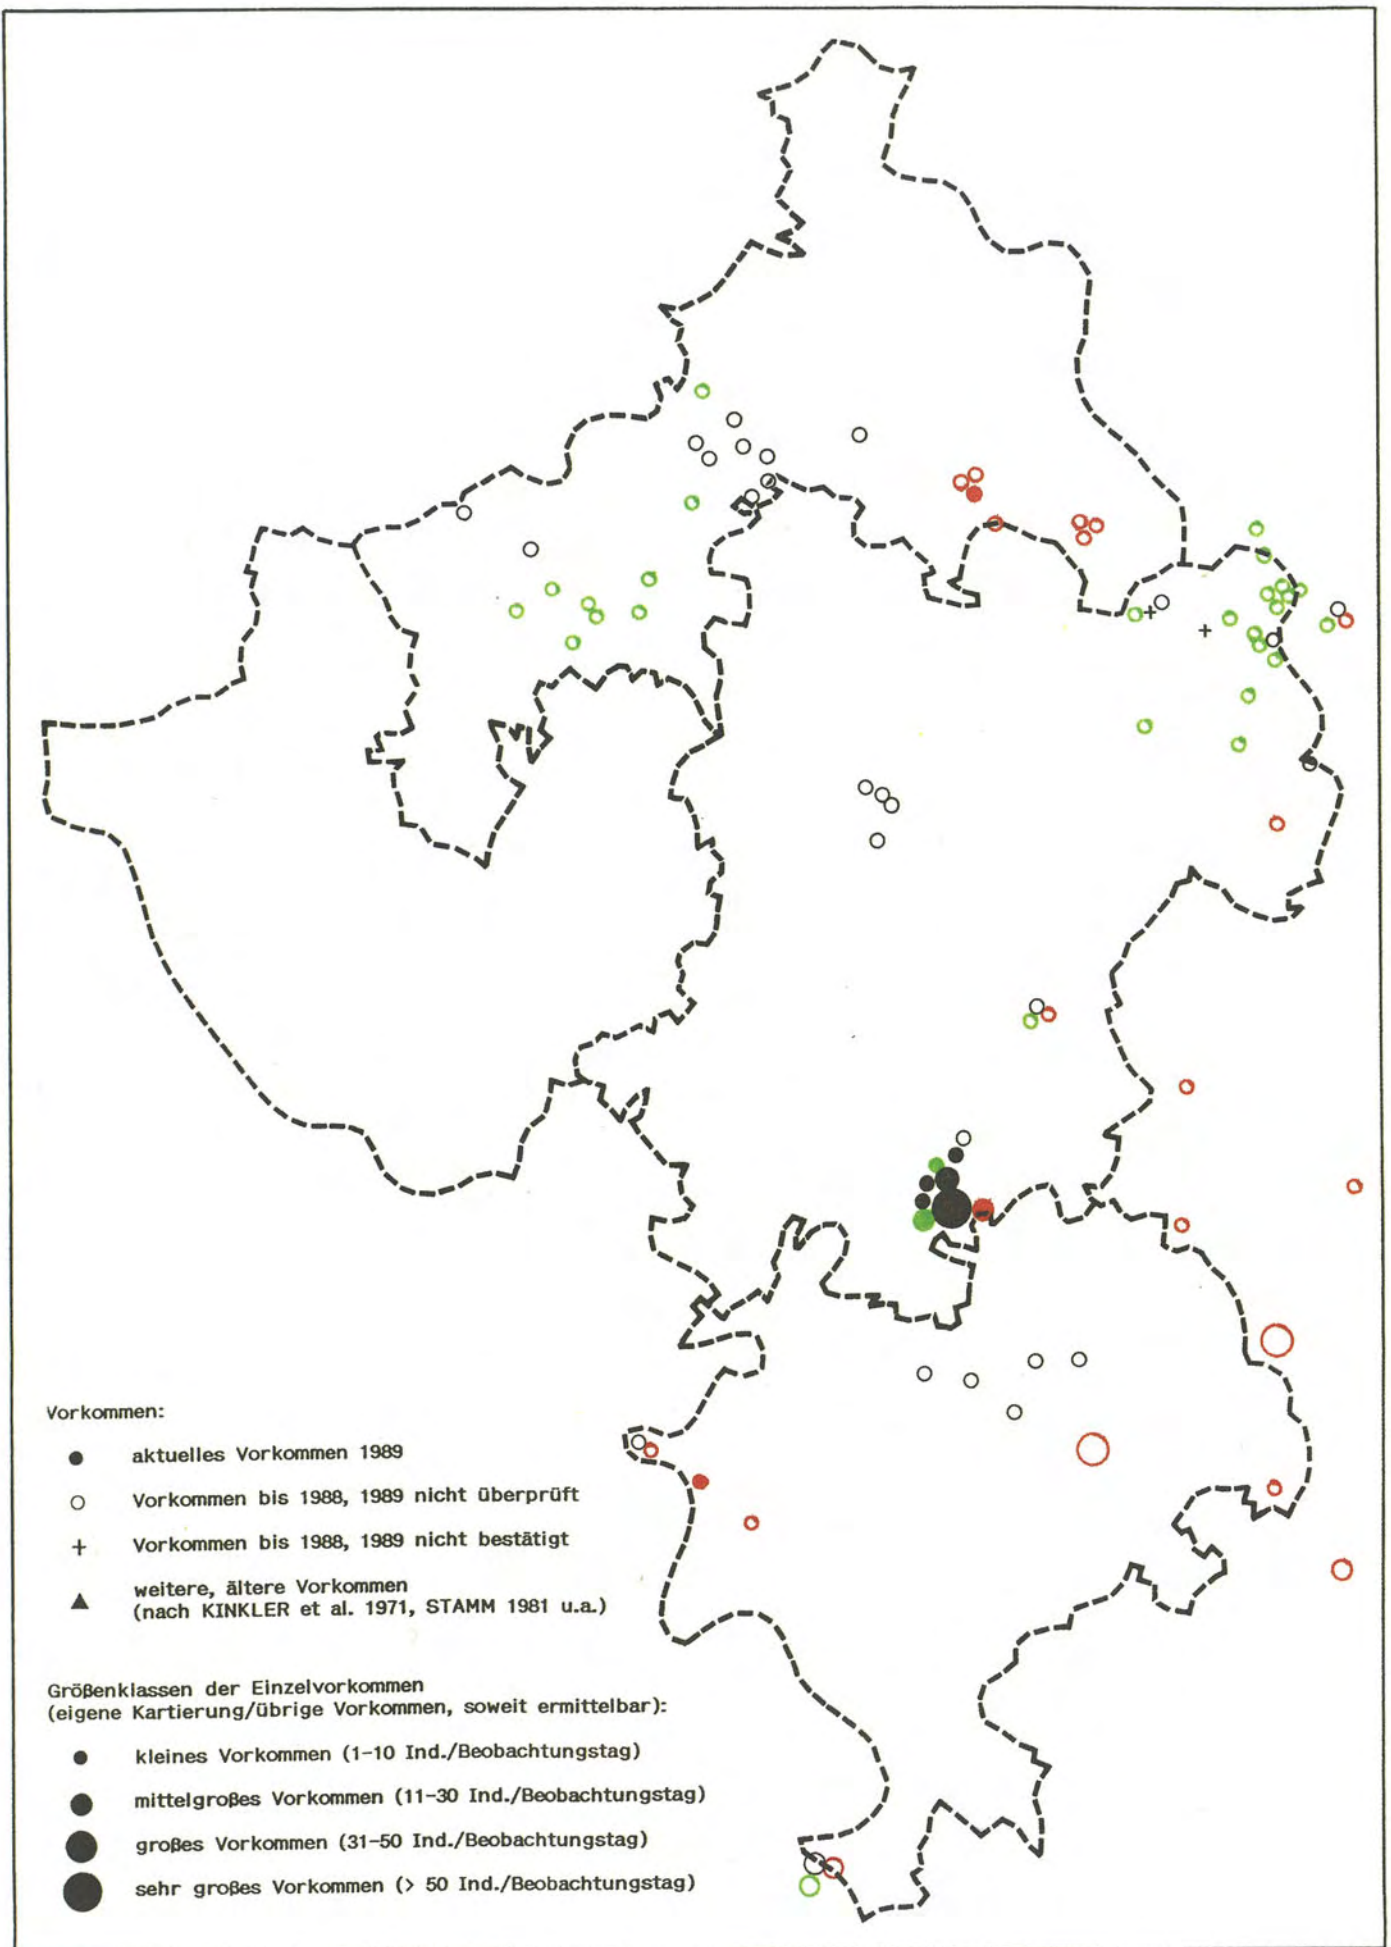 Vorkommen:
aktuelles Vorkommen 1989
Vorkommen bis 1988, 1989 nicht überprüft
Vorkommen bis 1988, 1989 nicht bestätigt
weitere, ältere Vorkommen
(nach KINKLER et al. 1971, STAMM 1981 u.a.)
Größenklassen der Einzelvorkommen
(eigene Kartierung/übrige Vorkommen, soweit ermittelbar):
kleines Vorkommen (1-10 Ind./Beobachtungstag)
mittelgroßes Vorkommen (11-30 Ind./Beobachtungstag)
großes Vorkommen (31-50 Ind./Beobachtungstag)
sehr großes Vorkommen (> 50 Ind./Beobachtungstag)